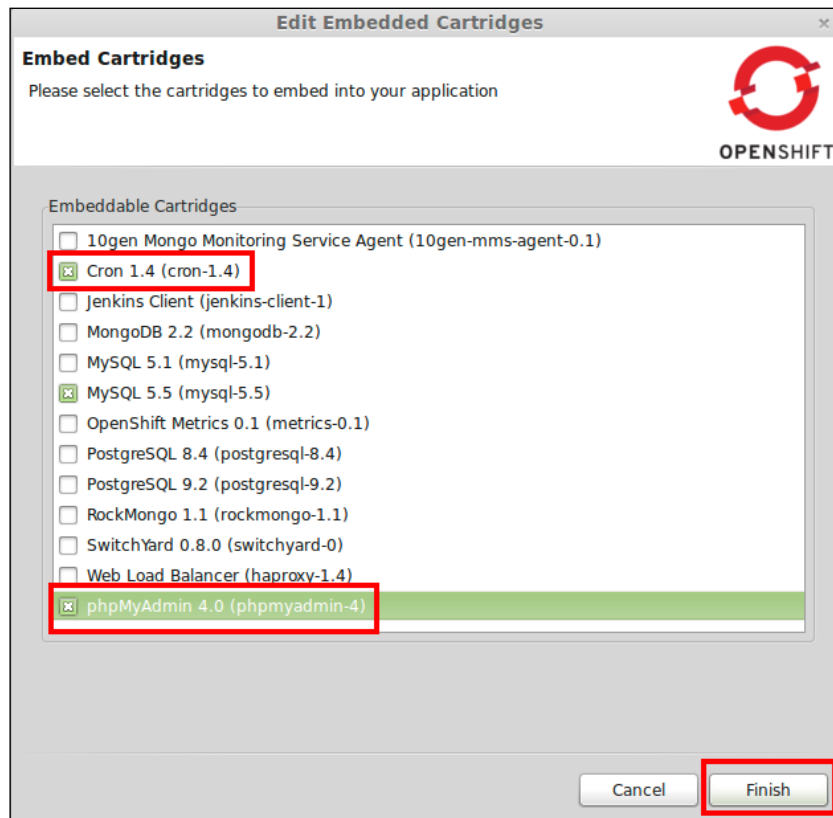 Edit Embedded Cartridges ×
Embed Cartridges
Please select the cartridges to embed into your application
OPENSHIFT
Embeddable Cartridges
10gen Mongo Monitoring Service Agent (10gen-mms-agent-0.1)
Cron 1.4 (cron-1.4)
Jenkins Client (jenkins-client-1)
MongoDB 2.2 (mongodb-2.2)
MySQL 5.1 (mysql-5.1)
MySQL 5.5 (mysql-5.5)
OpenShift Metrics 0.1 (metrics-0.1)
PostgreSQL 8.4 (postgresql-8.4)
PostgreSQL 9.2 (postgresql-9.2)
RockMongo 1.1 (rockmongo-1.1)
SwitchYard 0.8.0 (switchyard-0)
Web Load Balancer (haproxy-1.4)
phpMyAdmin 4.0 (phpmyadmin-4)
Cancel Finish